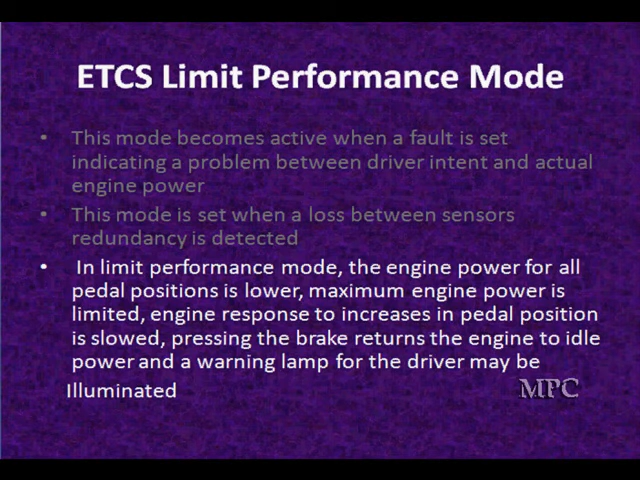 ETCS Limit Performance Mode
• This mode becomes active when a fault is set
indicating a problem between driver intent and actual
engine power
• This mode is set when a loss between sensors
redundancy is detected
• In limit performance mode, the engine power for all
pedal positions is lower, maximum engine power is
limited, engine response to increases in pedal position
is slowed, pressing the brake returns the engine to idle
power and a warning lamp for the driver may be
Illuminated
MPC